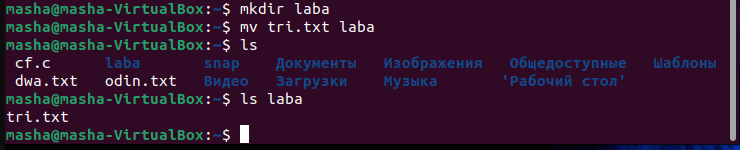 masha@masha-VirtualBox:~$ mkdir laba
masha@masha-VirtualBox:~$ mv tri.txt laba
masha@masha-VirtualBox:~$ ls
cf.c laba snap Документы Изображения Общедоступные Шаблоны
dwa.txt odin.txt Видео Загрузки Музыка 'Рабочий стол'
masha@masha-VirtualBox:~$ ls laba
tri.txt
masha@masha-VirtualBox:~$